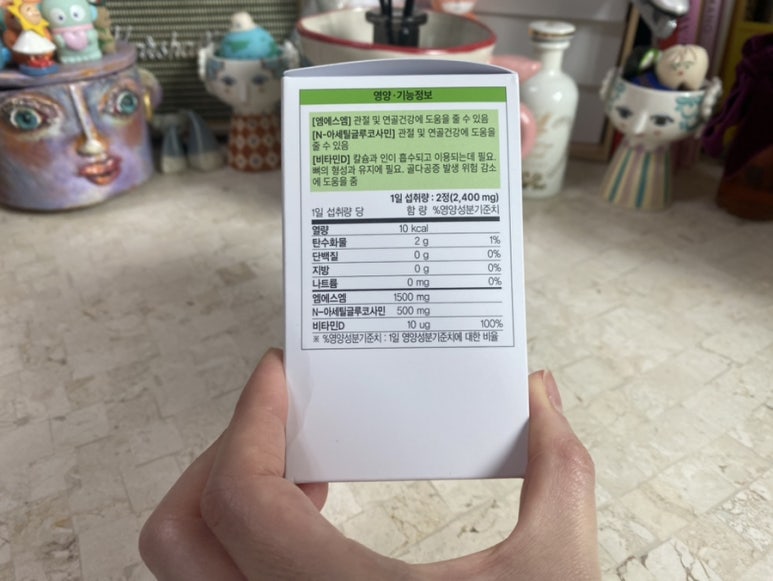 영양·기능정보
[엠에스엠] 관절 및 연골건강에 도움을 줄 수 있음
[N-아세틸글루코사민] 관절 및 연골건강에 도움을
줄 수 있음
[비타민D] 칼슘과 인이 흡수되고 이용되는데 필요.
뼈의 형성과 유지에 필요. 골다공증 발생 위험 감소
에 도움을 줌
1일 섭취량 : 2정(2,400 mg)
1일 섭취량 당 함 량 %영양성분기준치
열량 10 kcal
탄수화물 2 g 1%
단백질 0 g 0%
지방 0 g 0%
나트륨 0 mg 0%
엠에스엠 1500 mg
N-아세틸글루코사민 500 mg
비타민D 10 ug 100%
※ %영양성분기준치 : 1일 영양성분기준치에 대한 비율